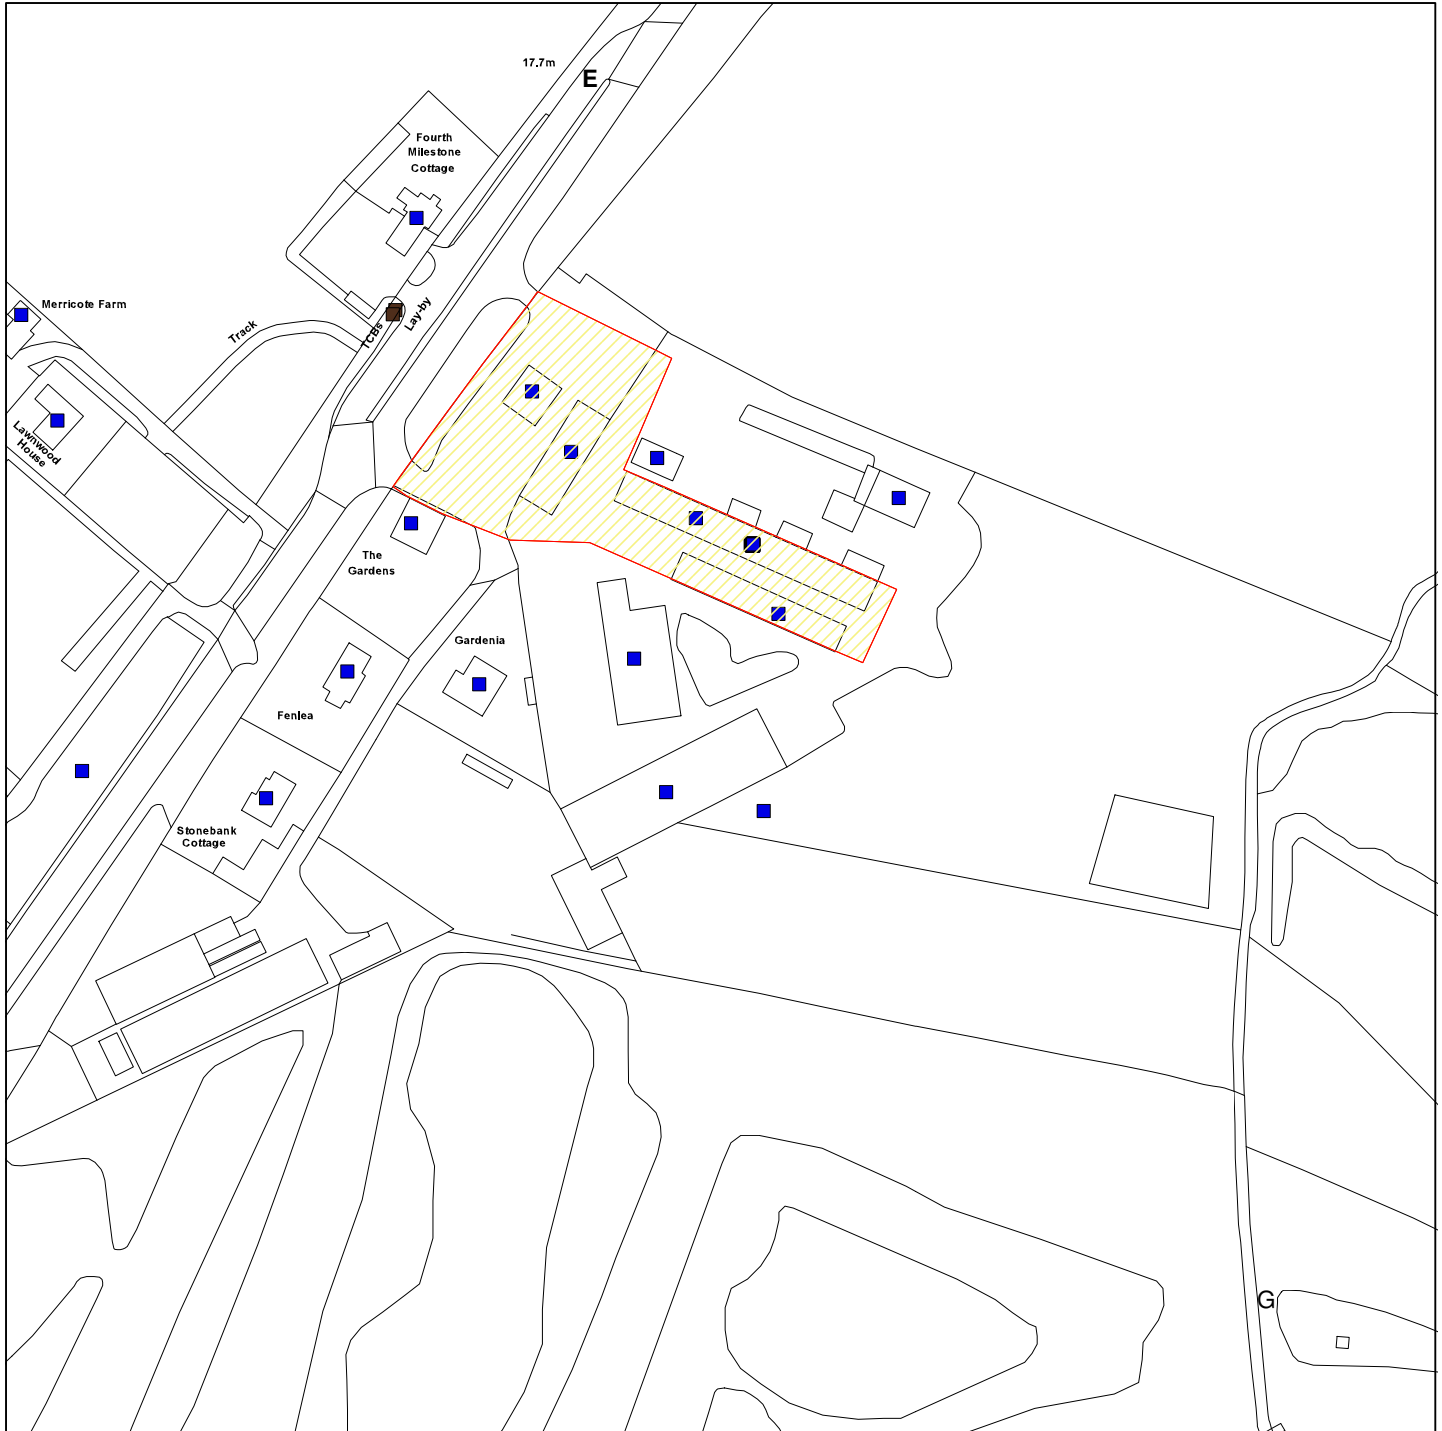 17.7m
E
Fourth
Milestone
Cottage
Merricote Farm
Track
TCBs
Lay-by
Lawnwood
House
The
Gardens
Gardenia
Fenlea
Stonebank
Cottage
G